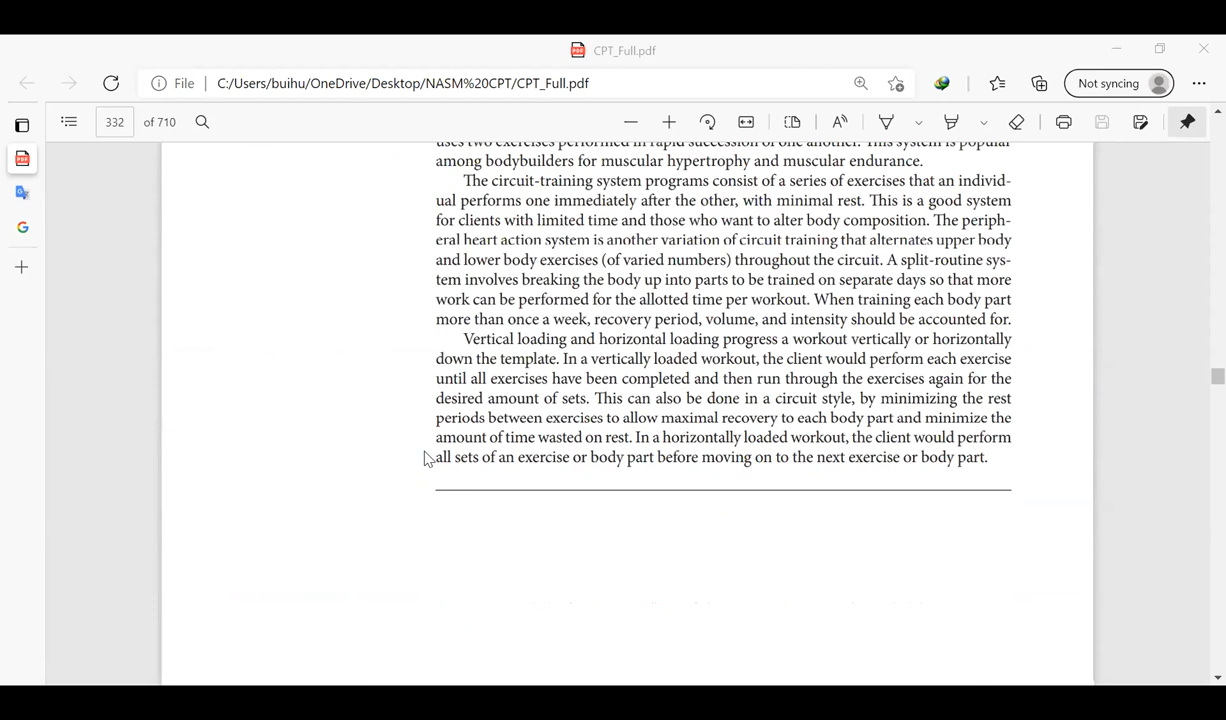 CPT_Full.pdf
File C:/Users/buihu/OneDrive/Desktop/NASM%20CPT/CPT_Full.pdf Not syncing
332 of 710
uses two exercises performed in rapid succession of one another. This system is popular
among bodybuilders for muscular hypertrophy and muscular endurance.
The circuit-training system programs consist of a series of exercises that an individ-
ual performs one immediately after the other, with minimal rest. This is a good system
for clients with limited time and those who want to alter body composition. The periph-
eral heart action system is another variation of circuit training that alternates upper body
and lower body exercises (of varied numbers) throughout the circuit. A split-routine sys-
tem involves breaking the body up into parts to be trained on separate days so that more
work can be performed for the allotted time per workout. When training each body part
more than once a week, recovery period, volume, and intensity should be accounted for.
Vertical loading and horizontal loading progress a workout vertically or horizontally
down the template. In a vertically loaded workout, the client would perform each exercise
until all exercises have been completed and then run through the exercises again for the
desired amount of sets. This can also be done in a circuit style, by minimizing the rest
periods between exercises to allow maximal recovery to each body part and minimize the
amount of time wasted on rest. In a horizontally loaded workout, the client would perform
all sets of an exercise or body part before moving on to the next exercise or body part.